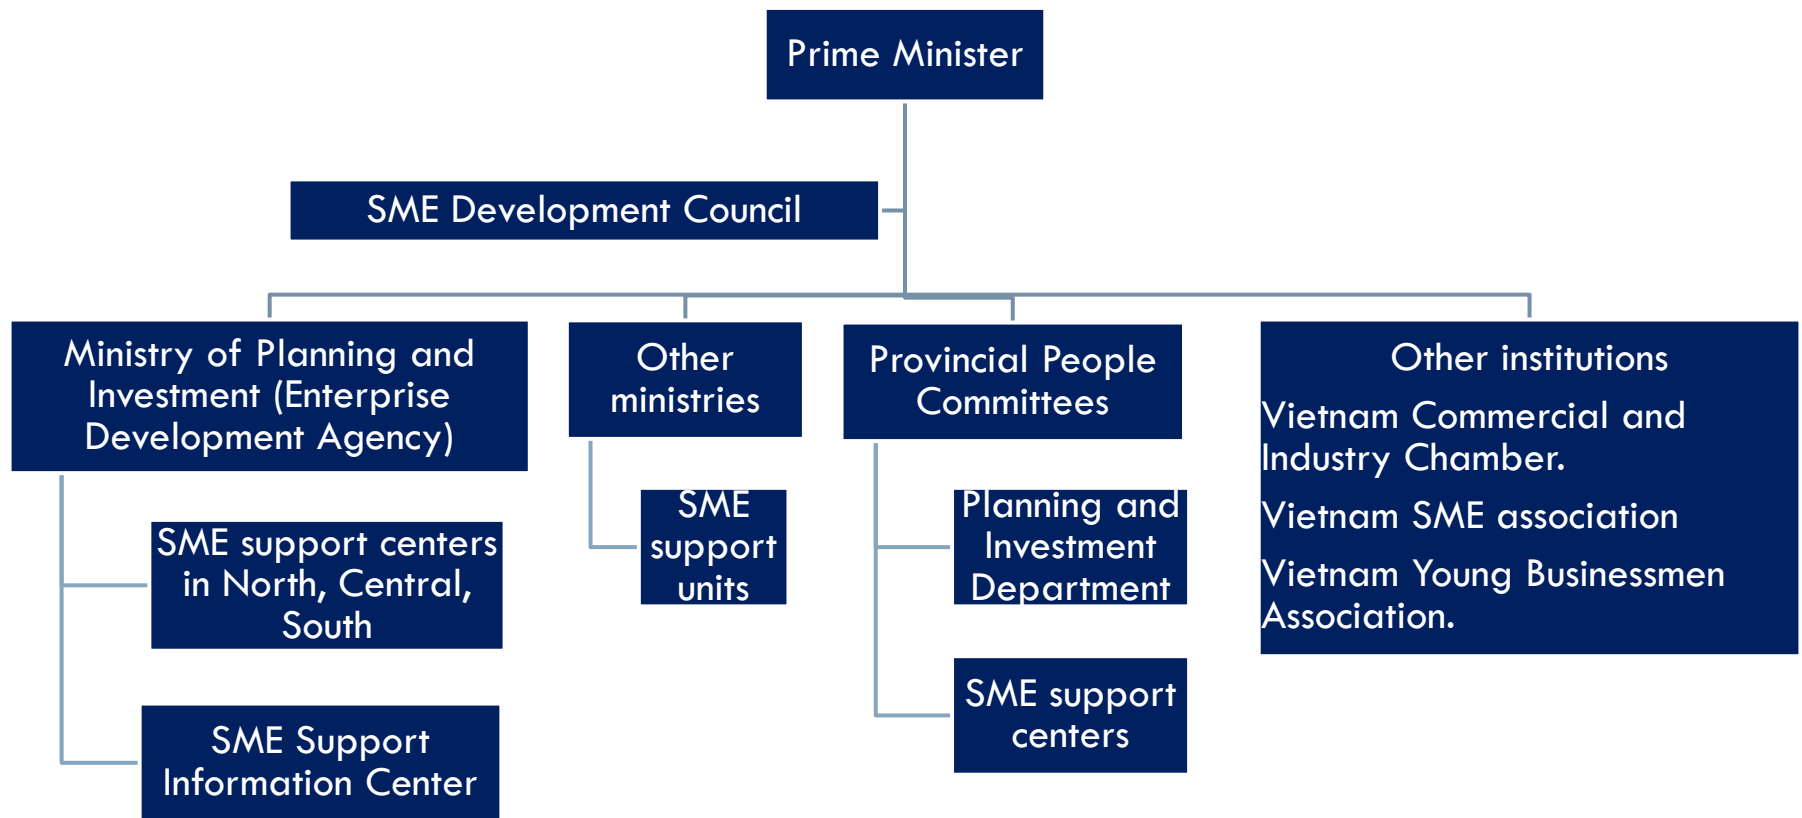 Prime Minister
SME Development Council
Ministry of Planning and
Investment (Enterprise
Development Agency)
SME support centers
in North, Central,
South
SME Support
Information Center
Other
ministries
SME
support
units
Provincial People
Committees
Planning and
Investment
Department
SME support
centers
Other institutions
Vietnam Commercial and
Industry Chamber.
Vietnam SME association
Vietnam Young Businessmen
Association.